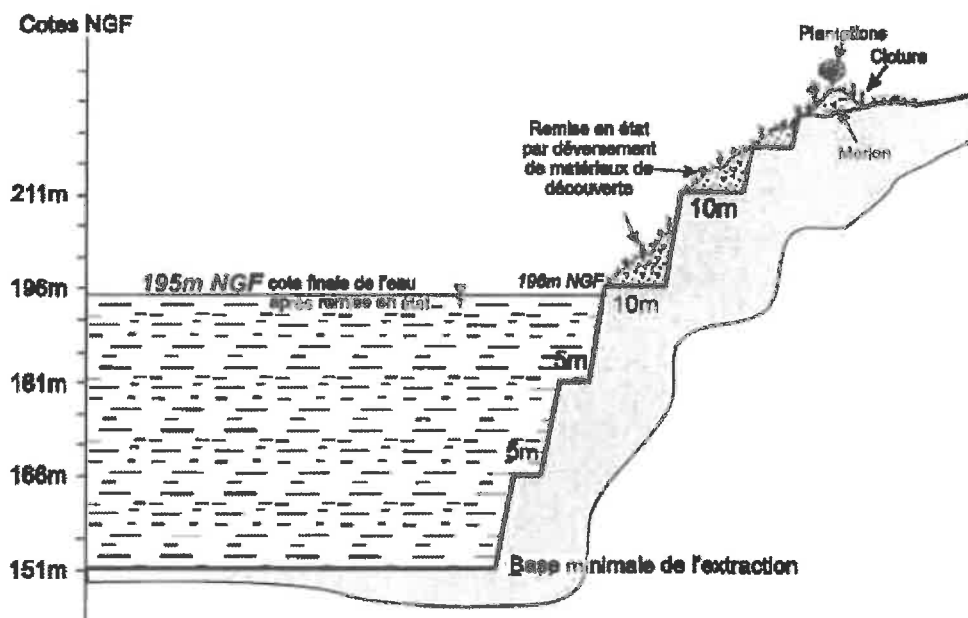 Cotes NGF
Plantations
Cloture
Remise en état
par déversement
de matériaux de
découverte
Merlon
211m
10m
195m NGF cote finale de l'eau
après remise en état
196m NGF
196m
10m
5m
181m
5m
166m
151m
Base minimale de l'extraction